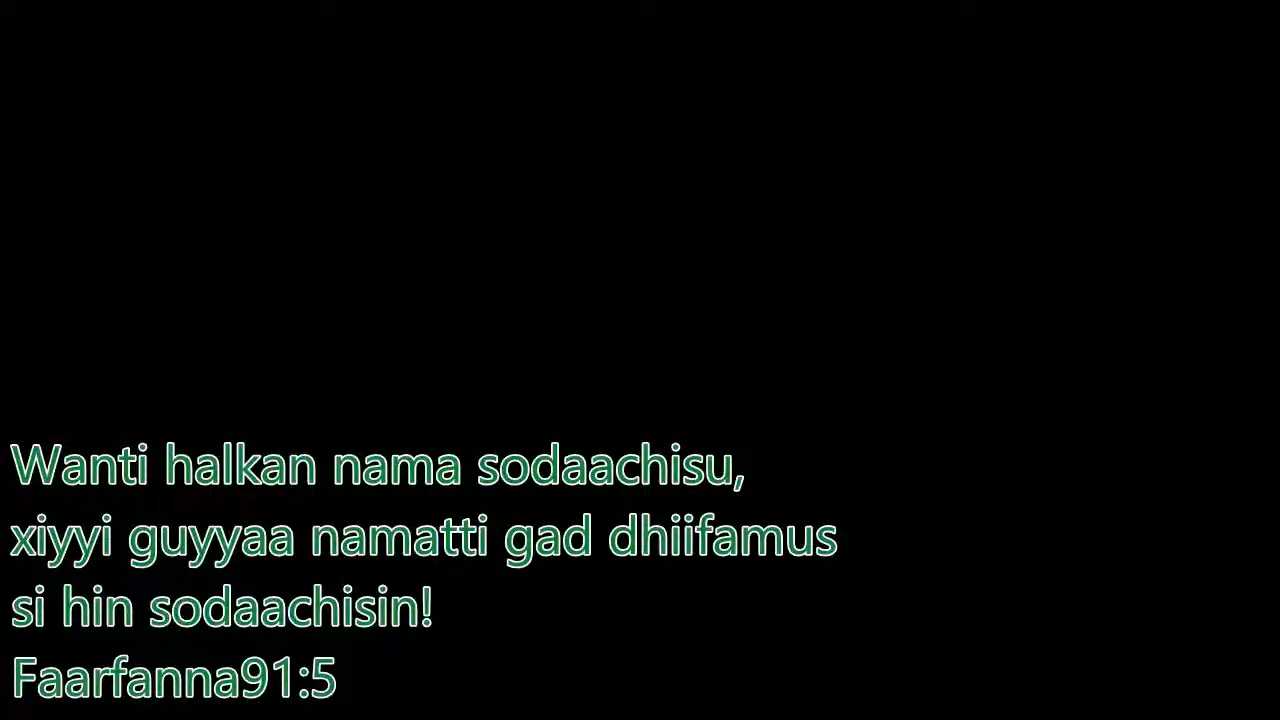 Wanti halkan nama sodaachisu,
xiyyi guyyaa namatti gad dhiifamus
si hin sodaachisin!
Faarfanna91:5